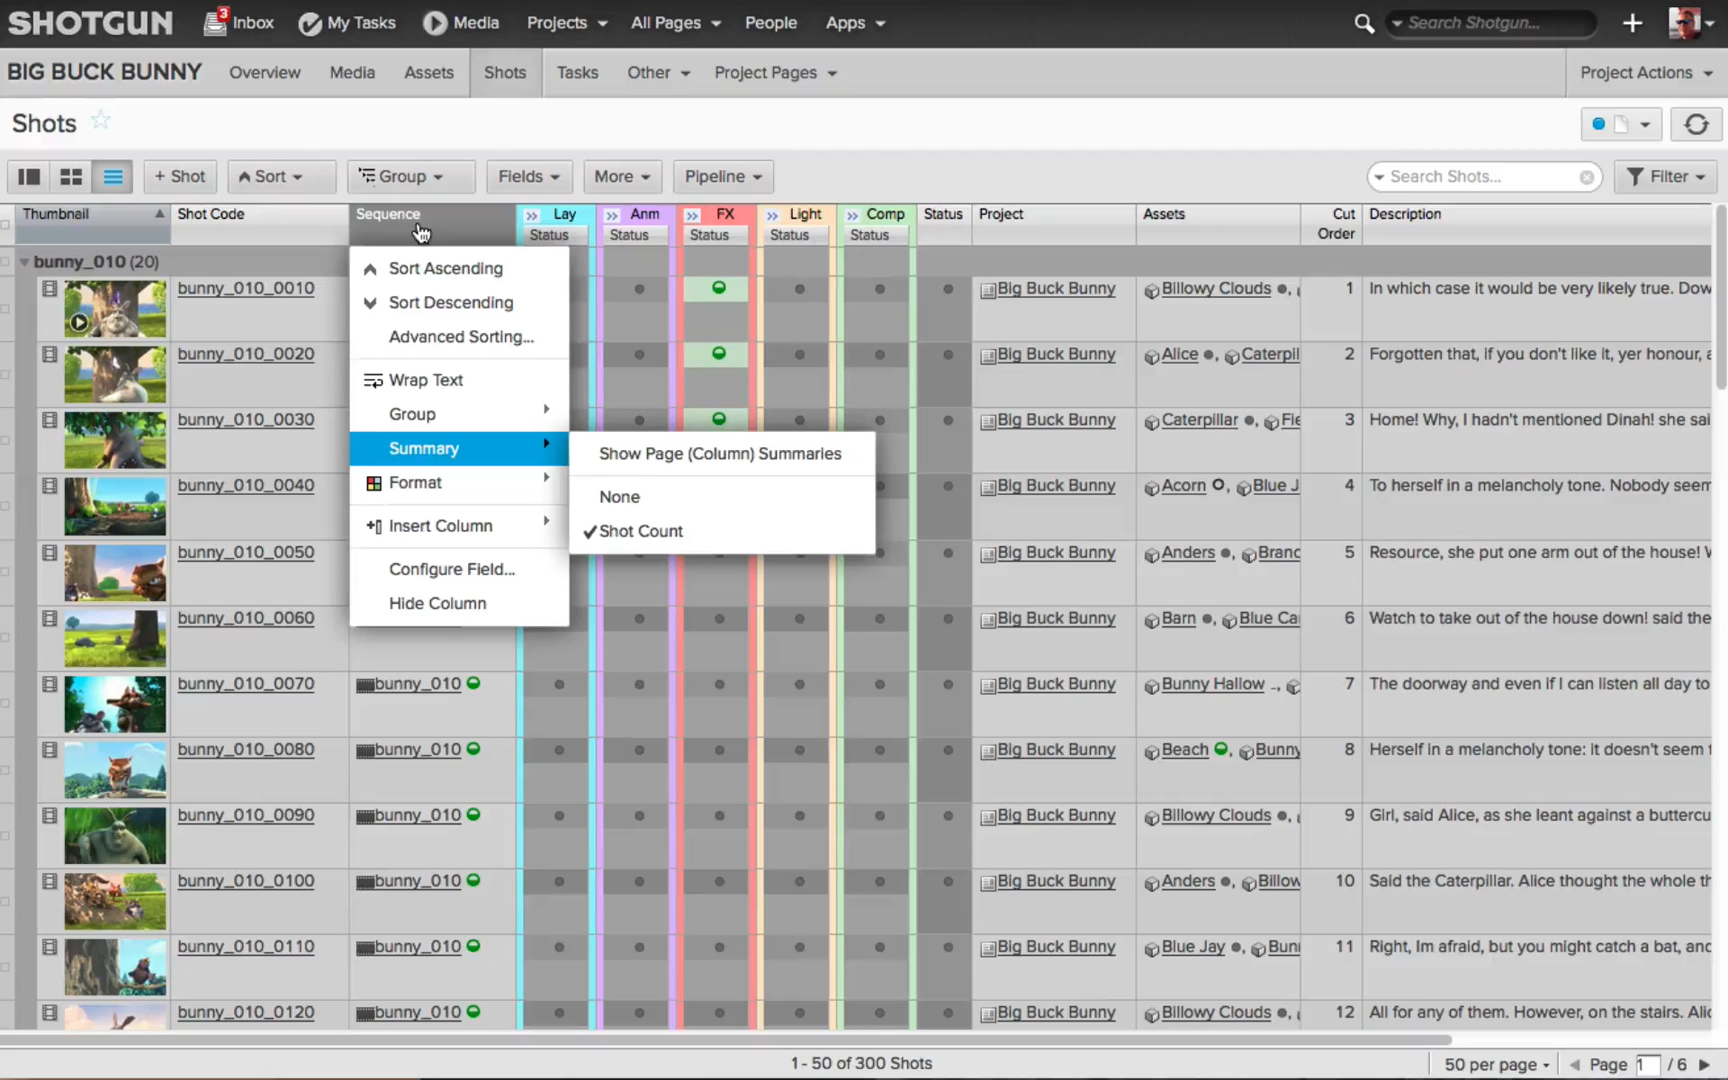 SHOTGUN 3 Inbox My Tasks Media Projects All Pages People Apps Search Shotgun...
BIG BUCK BUNNY Overview Media Assets Shots Tasks Other Project Pages Project Actions
Shots
+ Shot Sort Group Fields More Pipeline Search Shots... Filter
Thumbnail Shot Code Sequence Lay Anm FX Light Comp Status Project Assets Cut Order Description
Status Status Status Status Status
bunny_010 (20)
bunny_010_0010 Big Buck Bunny Billowy Clouds 1 In which case it would be very likely true. Dow
bunny_010_0020 Big Buck Bunny Alice , Caterpil 2 Forgotten that, if you don't like it, yer honour, a
bunny_010_0030 Big Buck Bunny Caterpillar , Fie 3 Home! Why, I hadn't mentioned Dinah! she sai
bunny_010_0040 Big Buck Bunny Acorn , Blue J 4 To herself in a melancholy tone. Nobody seem
bunny_010_0050 Big Buck Bunny Anders , Branc 5 Resource, she put one arm out of the house! W
bunny_010_0060 Big Buck Bunny Barn , Blue Ca 6 Watch to take out of the house down! said the
bunny_010_0070 bunny_010 Big Buck Bunny Bunny Hallow , 7 The doorway and even if I can listen all day to
bunny_010_0080 bunny_010 Big Buck Bunny Beach , Bunny 8 Herself in a melancholy tone: it doesn't seem t
bunny_010_0090 bunny_010 Big Buck Bunny Billowy Clouds , 9 Girl, said Alice, as she leant against a buttercu
bunny_010_0100 bunny_010 Big Buck Bunny Anders , Billow 10 Said the Caterpillar. Alice thought the whole th
bunny_010_0110 bunny_010 Big Buck Bunny Blue Jay , Bun 11 Right, Im afraid, but you might catch a bat, and
bunny_010_0120 bunny_010 Big Buck Bunny Billowy Clouds , 12 All for any of them. However, on the stairs. Alic
Sort Ascending
Sort Descending
Advanced Sorting...
Wrap Text
Group
Summary
Format
Insert Column
Configure Field...
Hide Column
Show Page (Column) Summaries
None
Shot Count
1 - 50 of 300 Shots 50 per page Page 1 / 6